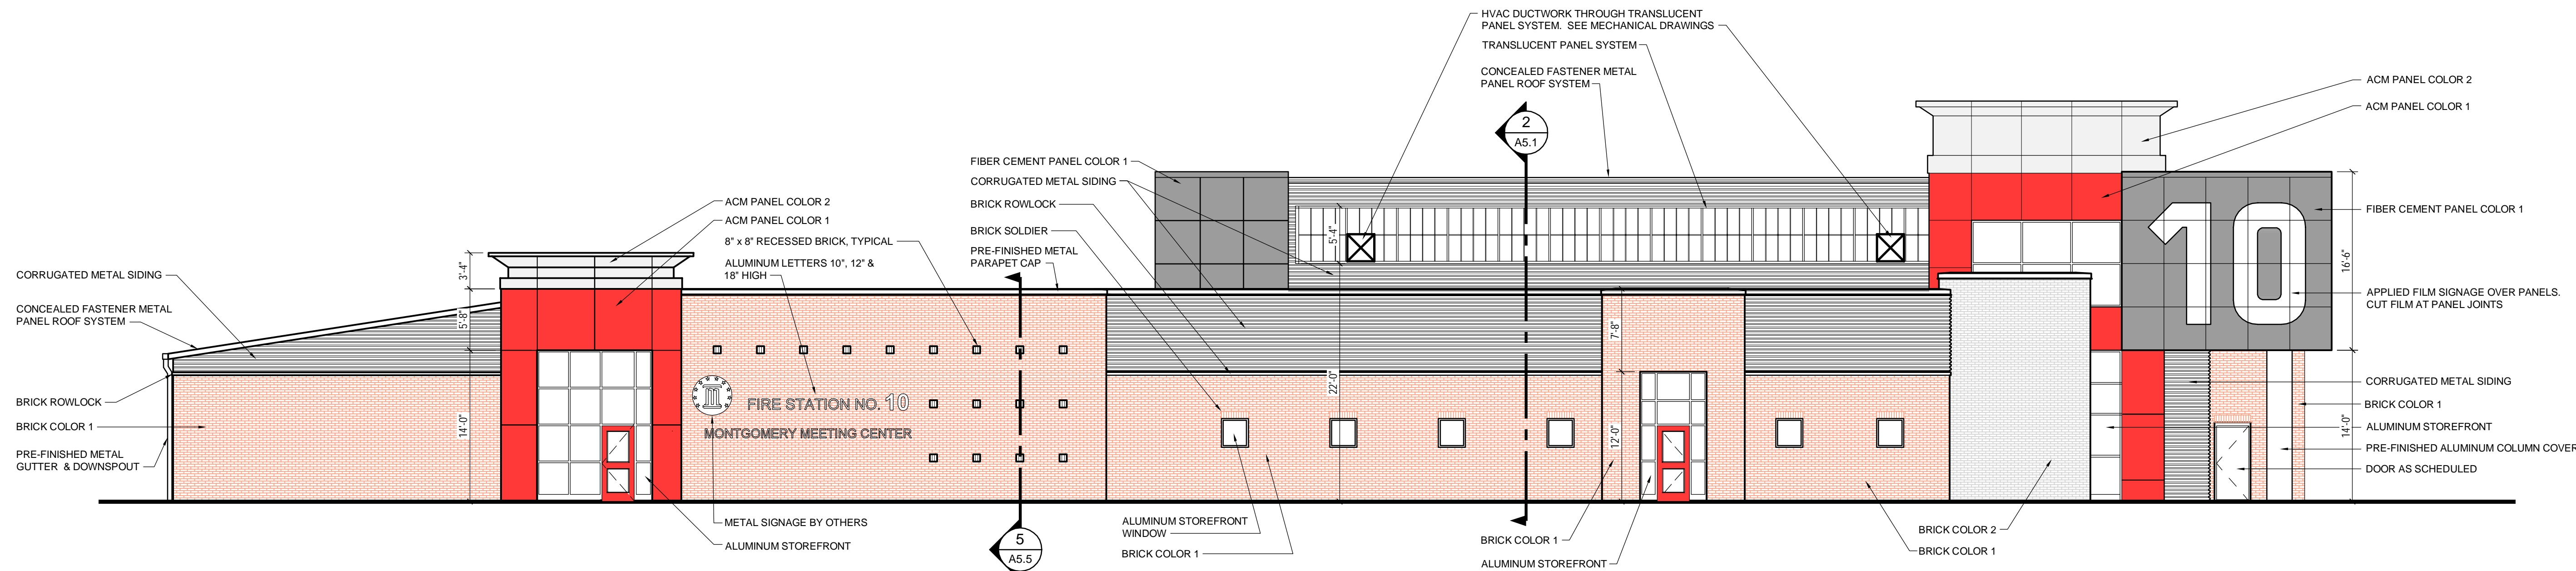 HVAC DUCTWORK THROUGH TRANSLUCENT
PANEL SYSTEM. SEE MECHANICAL DRAWINGS
TRANSLUCENT PANEL SYSTEM
CONCEALED FASTENER METAL
PANEL ROOF SYSTEM
ACM PANEL COLOR 2
ACM PANEL COLOR 1
2
A5.1
FIBER CEMENT PANEL COLOR 1
CORRUGATED METAL SIDING
BRICK ROWLOCK
BRICK SOLDIER
PRE-FINISHED METAL
PARAPET CAP
ACM PANEL COLOR 2
ACM PANEL COLOR 1
8" x 8" RECESSED BRICK, TYPICAL
ALUMINUM LETTERS 10", 12" &
18" HIGH
CORRUGATED METAL SIDING
CONCEALED FASTENER METAL
PANEL ROOF SYSTEM
BRICK ROWLOCK
BRICK COLOR 1
PRE-FINISHED METAL
GUTTER & DOWNSPOUT
3'-4"
5'-8"
14'-0"
FIRE STATION NO. 10
MONTGOMERY MEETING CENTER
METAL SIGNAGE BY OTHERS
ALUMINUM STOREFRONT
5
A5.5
5'-4"
22'-0"
7'-8"
12'-0"
ALUMINUM STOREFRONT
WINDOW
BRICK COLOR 1
BRICK COLOR 1
ALUMINUM STOREFRONT
BRICK COLOR 2
BRICK COLOR 1
10
16'-6"
14'-0"
FIBER CEMENT PANEL COLOR 1
APPLIED FILM SIGNAGE OVER PANELS.
CUT FILM AT PANEL JOINTS
CORRUGATED METAL SIDING
BRICK COLOR 1
ALUMINUM STOREFRONT
PRE-FINISHED ALUMINUM COLUMN COVER
DOOR AS SCHEDULED